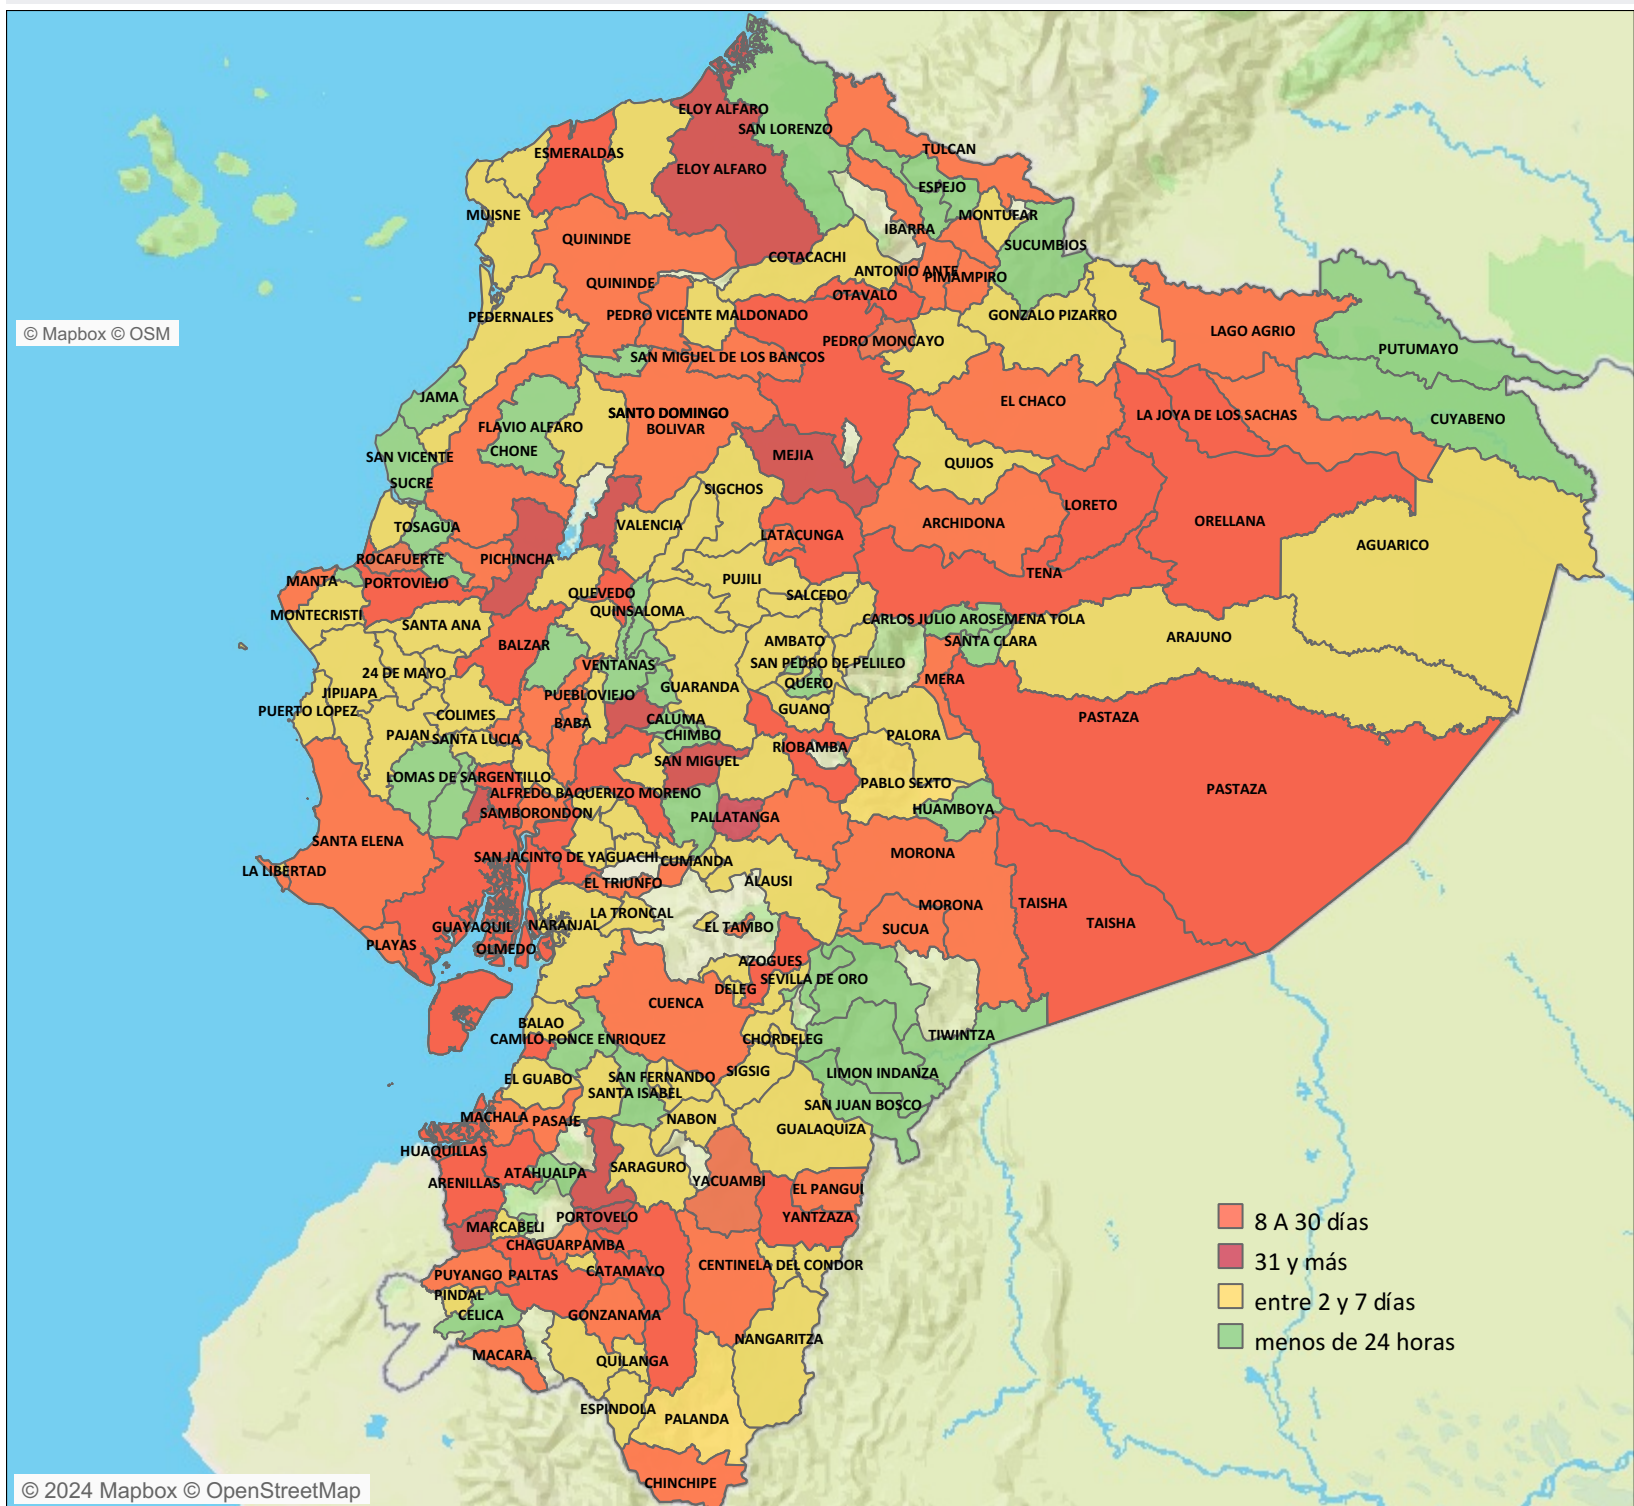 ELOY ALFARO
SAN LORENZO
ESMERALDAS
TULCAN
ELOY ALFARO
ESPEJO
MUISNE
MONTUFAR
IBARRA
QUININDE
SUCUMBIOS
COTACACHI
ANTONIO ANTE
PIMAMPIRO
QUININDE
OTAVALO
PEDERNALES
PEDRO VICENTE MALDONADO
GONZALO PIZARRO
LAGO AGRIO
© Mapbox © OSM
PEDRO MONCAYO
PUTUMAYO
SAN MIGUEL DE LOS BANCOS
JAMA
EL CHACO
SANTO DOMINGO
LA JOYA DE LOS SACHAS
CUYABENO
FLAVIO ALFARO
BOLIVAR
CHONE
SAN VICENTE
MEJIA
QUIJOS
SUCRE
SIGCHOS
LORETO
TOSAGUA
VALENCIA
ARCHIDONA
ORELLANA
LATACUNGA
AGUARICO
ROCAFUERTE
PICHINCHA
TENA
MANTA
PORTOVIEJO
PUJILI
QUEVEDO
SALCEDO
MONTECRISTI
QUINSALOMA
CARLOS JULIO AROSEMENA TOLA
SANTA ANA
ARAJUNO
BALZAR
AMBATO
SANTA CLARA
VENTANAS
SAN PEDRO DE PELILEO
24 DE MAYO
MERA
QUERO
JIPIJAPA
PUEBLOVIEJO
GUARANDA
PUERTO LOPEZ
COLIMES
GUANO
PASTAZA
BABA
CALUMA
PAJAN
SANTA LUCIA
CHIMBO
PALORA
RIOBAMBA
SAN MIGUEL
LOMAS DE SARGENTILLO
PABLO SEXTO
PASTAZA
ALFREDO BAQUERIZO MORENO
HUAMBOYA
SAMBORONDON
PALLATANGA
SANTA ELENA
MORONA
SAN JACINTO DE YAGUACHI
CUMANDA
LA LIBERTAD
EL TRIUNFO
ALAUSI
MORONA
TAISHA
LA TRONCAL
TAISHA
GUAYAQUIL
NARANJAL
EL TAMBO
SUCUA
PLAYAS
OLMEDO
AZOGUES
SEVILLA DE ORO
DELEG
CUENCA
BALAO
TIWINTZA
CAMILO PONCE ENRIQUEZ
CHORDELEG
SIGSIG
LIMON INDANZA
EL GUABO
SAN FERNANDO
SANTA ISABEL
SAN JUAN BOSCO
MACHALA
PASAJE
NABON
GUALAQUIZA
HUAQUILLAS
SARAGURO
ATAHUALPA
ARENILLAS
YACUAMBI
EL PANGUI
PORTOVELO
YANTZAZA
MARCABELI
8 A 30 días
CHAGUARPAMBA
31 y más
PUYANGO
PALTAS
CATAMAYO
CENTINELA DEL CONDOR
PINDAL
entre 2 y 7 días
CELICA
GONZANAMA
menos de 24 horas
NANGARITZA
MACARA
QUILANGA
ESPINDOLA
PALANDA
CHINCHIPE
© 2024 Mapbox © OpenStreetMap